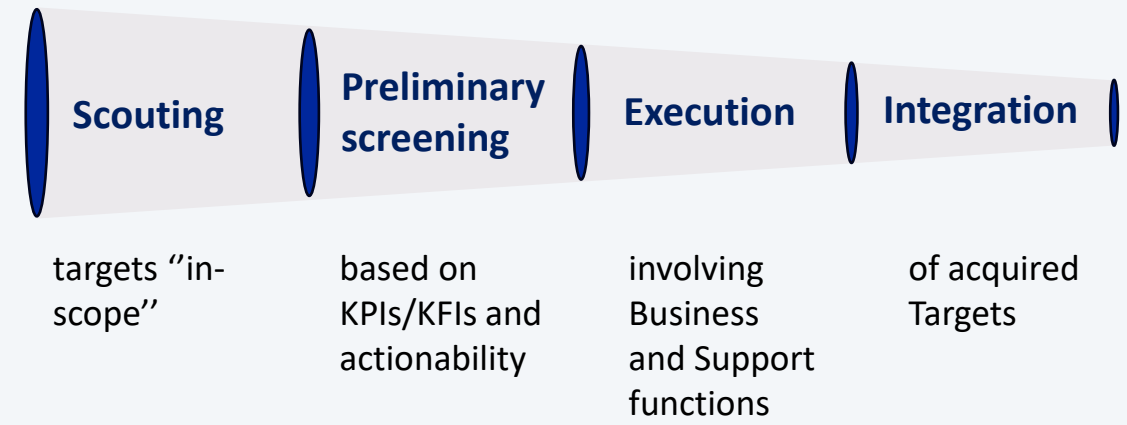 Scouting
Preliminary
screening
Execution
Integration
targets ‘’in-
scope’’
based on
KPIs/KFIs and
actionability
involving
Business
and Support
functions
of acquired
Targets